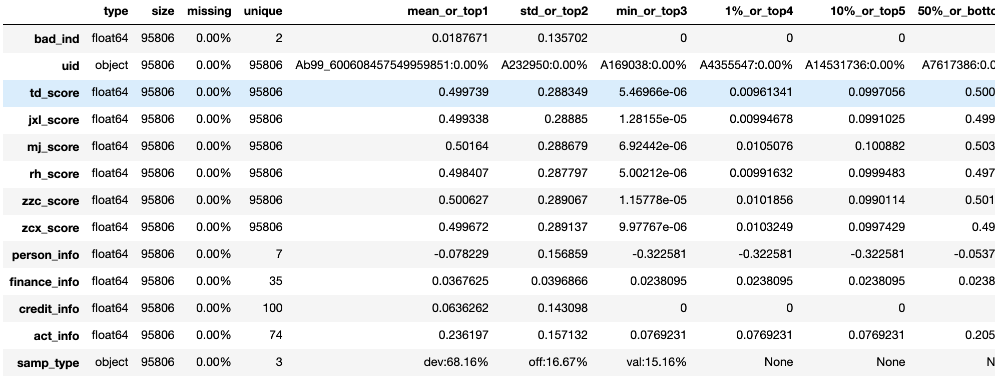 type size missing unique mean_or_top1 std_or_top2 min_or_top3 1%_or_top4 10%_or_top5 50%_or_botto
bad_ind float64 95806 0.00% 2 0.0187671 0.135702 0 0 0
uid object 95806 0.00% 95806 Ab99_600608457549959851:0.00% A232950:0.00% A169038:0.00% A4355547:0.00% A14531736:0.00% A7617386:0.0
td_score float64 95806 0.00% 95806 0.499739 0.288349 5.46966e-06 0.00961341 0.0997056 0.500
jxl_score float64 95806 0.00% 95806 0.499338 0.28885 1.28155e-05 0.00994678 0.0991025 0.499
mj_score float64 95806 0.00% 95806 0.50164 0.288679 6.92442e-06 0.0105076 0.100882 0.503
rh_score float64 95806 0.00% 95806 0.498407 0.287797 5.00212e-06 0.00991632 0.0999483 0.497
zzc_score float64 95806 0.00% 95806 0.500627 0.289067 1.15778e-05 0.0101856 0.0990114 0.501
zcx_score float64 95806 0.00% 95806 0.499672 0.289137 9.97767e-06 0.0103249 0.0997429 0.49
person_info float64 95806 0.00% 7 -0.078229 0.156859 -0.322581 -0.322581 -0.322581 -0.0537
finance_info float64 95806 0.00% 35 0.0367625 0.0396866 0.0238095 0.0238095 0.0238095 0.0238
credit_info float64 95806 0.00% 100 0.0636262 0.143098 0 0 0
act_info float64 95806 0.00% 74 0.236197 0.157132 0.0769231 0.0769231 0.0769231 0.205
samp_type object 95806 0.00% 3 dev:68.16% off:16.67% val:15.16% None None N